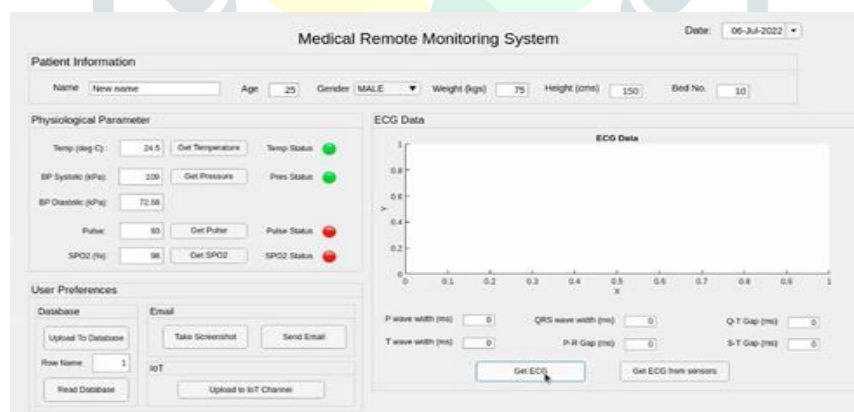 Medical Remote Monitoring System
Date: 06-Jul-2022
Patient Information
Name New name Age 25 Gender MALE Weight (kgs) 75 Height (cms) 150 Bed No. 10
Physiological Parameter
Temp (deg C) : 24.5 Get Temperature Temp Status
BP Systolic (kPa): 109 Get Pressure Pres Status
BP Diastolic (kPa): 72.68
Pulse: 93 Get Pulse Pulse Status
SPO2 (%): 98 Get SPO2 SPO2 Status
ECG Data
ECG Data
1
0.8
0.6
Y
0.4
0.2
0
0 0.1 0.2 0.3 0.4 0.5 0.6 0.7 0.8 0.9 1
X
P wave width (ms) 0 QRS wave width (ms) 0 Q-T Gap (ms) 0
T wave width (ms) 0 P-R Gap (ms) 0 S-T Gap (ms) 0
Get ECG Get ECG from sensors
User Preferences
Database
Upload To Database
Row Name 1
Read Database
Email
Take Screenshot Send Email
IoT
Upload to IoT Channel